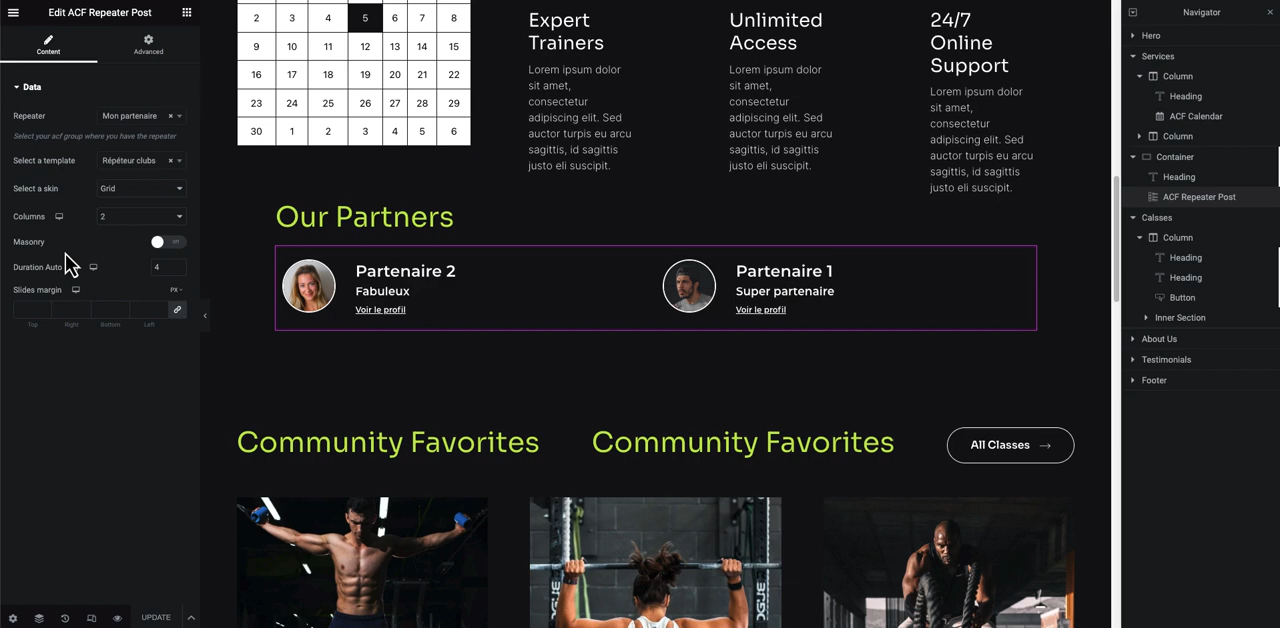 Edit ACF Repeater Post
Content
Advanced
Data
Repeater
Mon partenaire
×
Select your acf group where you have the repeater
Select a template
Répéteur clubs
×
Select a skin
Grid
Columns
2
Masonry
Off
Duration Auto
4
Slides margin
PX
Top
Right
Bottom
Left
UPDATE
2 3 4 5 6 7 8
9 10 11 12 13 14 15
16 17 18 19 20 21 22
23 24 25 26 27 28 29
30 1 2 3 4 5 6
Expert
Trainers
Lorem ipsum dolor
sit amet,
consectetur
adipiscing elit. Sed
auctor turpis eu arcu
sagittis, id sagittis
justo eli suscipit.
Unlimited
Access
Lorem ipsum dolor
sit amet,
consectetur
adipiscing elit. Sed
auctor turpis eu arcu
sagittis, id sagittis
justo eli suscipit.
24/7
Online
Support
Lorem ipsum dolor
sit amet,
consectetur
adipiscing elit. Sed
auctor turpis eu arcu
sagittis, id sagittis
justo eli suscipit.
Our Partners
Partenaire 2
Fabuleux
Voir le profil
Partenaire 1
Super partenaire
Voir le profil
Community Favorites
Community Favorites
All Classes →
Navigator
×
Hero
Services
Column
Heading
ACF Calendar
Column
Container
Heading
ACF Repeater Post
Calsses
Column
Heading
Heading
Button
Inner Section
About Us
Testimonials
Footer